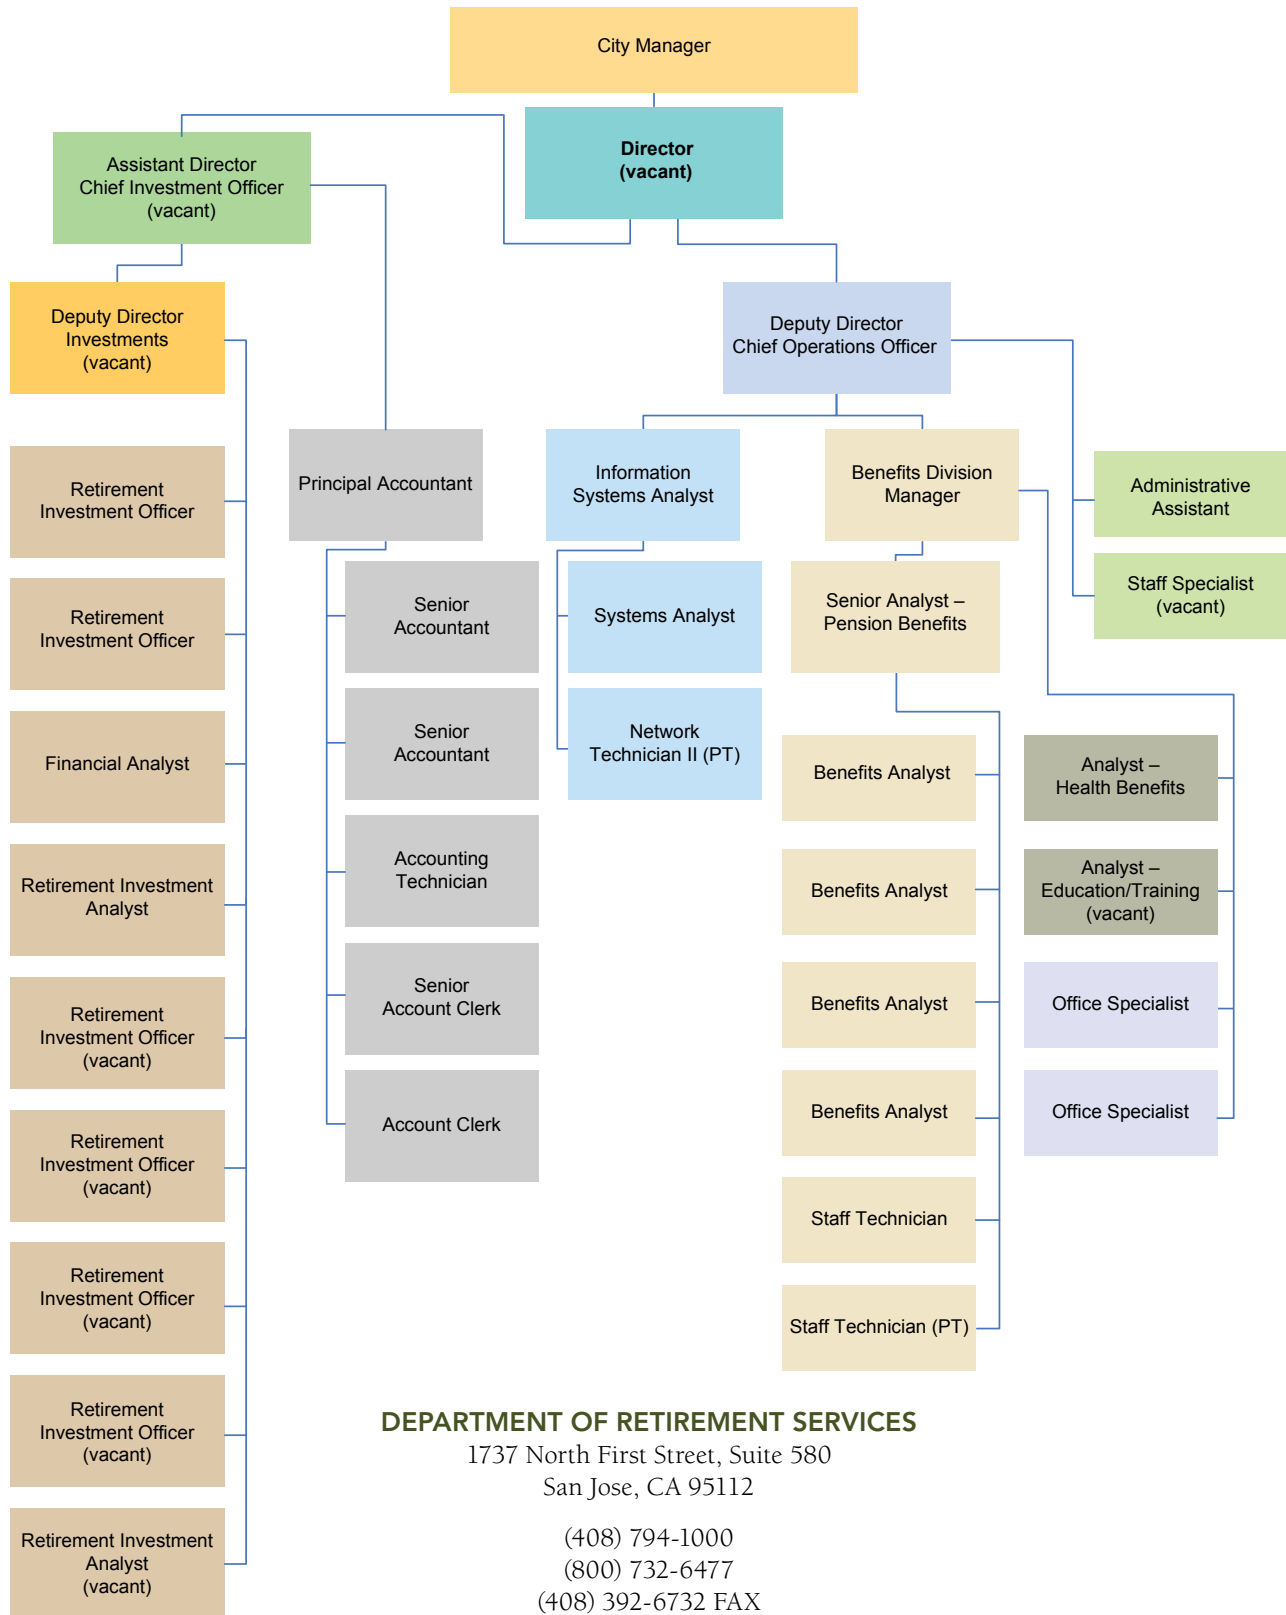 City Manager
Director
(vacant)
Assistant Director
Chief Investment Officer
(vacant)
Deputy Director
Investments
(vacant)
Deputy Director
Chief Operations Officer
Retirement
Investment Officer
Retirement
Investment Officer
Financial Analyst
Retirement Investment
Analyst
Retirement
Investment Officer
(vacant)
Retirement
Investment Officer
(vacant)
Retirement
Investment Officer
(vacant)
Retirement
Investment Officer
(vacant)
Retirement Investment
Analyst
(vacant)
Principal Accountant
Senior
Accountant
Senior
Accountant
Accounting
Technician
Senior
Account Clerk
Account Clerk
Information
Systems Analyst
Systems Analyst
Network
Technician II (PT)
Benefits Division
Manager
Senior Analyst –
Pension Benefits
Benefits Analyst
Benefits Analyst
Benefits Analyst
Benefits Analyst
Staff Technician
Staff Technician (PT)
Administrative
Assistant
Staff Specialist
(vacant)
Analyst –
Health Benefits
Analyst –
Education/Training
(vacant)
Office Specialist
Office Specialist
DEPARTMENT OF RETIREMENT SERVICES
1737 North First Street, Suite 580
San Jose, CA 95112
(408) 794-1000
(800) 732-6477
(408) 392-6732 FAX